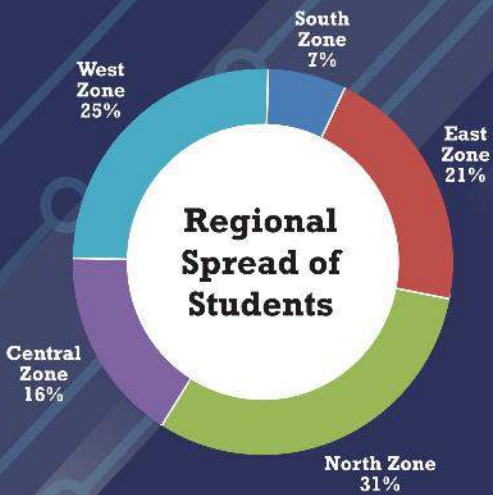 South
Zone
7%
West
Zone
25%
East
Zone
21%
Regional
Spread of
Students
Central
Zone
16%
North Zone
31%